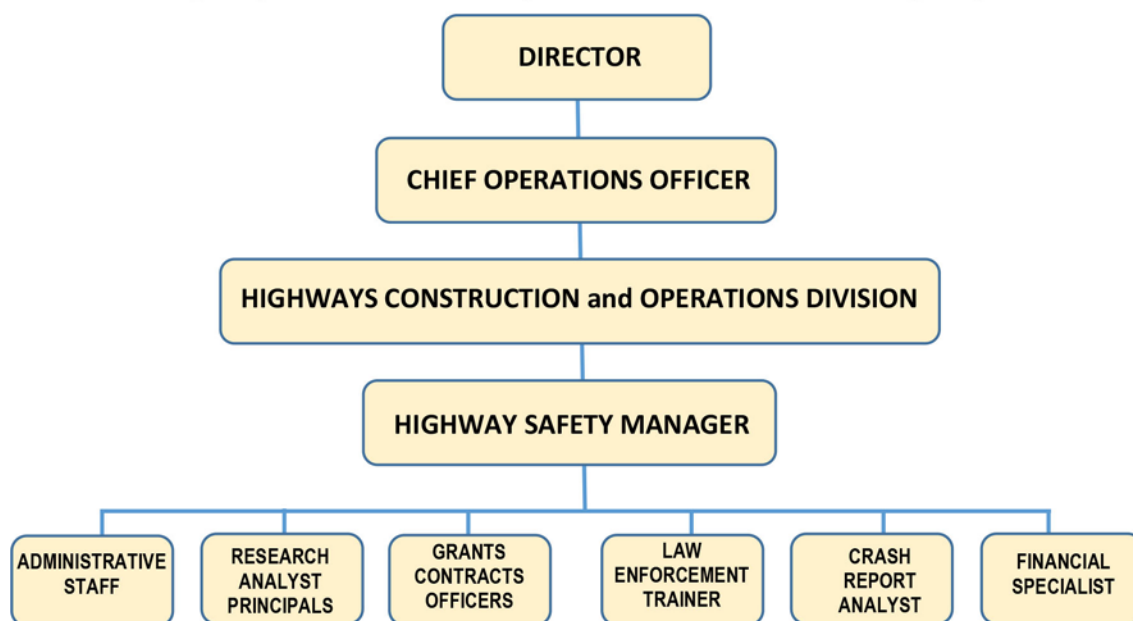 DIRECTOR
CHIEF OPERATIONS OFFICER
HIGHWAYS CONSTRUCTION and OPERATIONS DIVISION
HIGHWAY SAFETY MANAGER
ADMINISTRATIVE
STAFF
RESEARCH
ANALYST
PRINCIPALS
GRANTS
CONTRACTS
OFFICERS
LAW
ENFORCEMENT
TRAINER
CRASH
REPORT
ANALYST
FINANCIAL
SPECIALIST